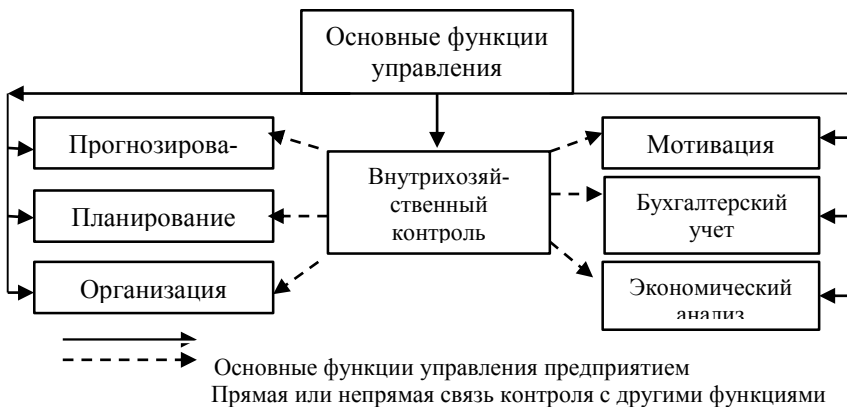 Основные функции
управления
Прогнозирова-
Планирование
Организация
Внутрихозяй-
ственный
контроль
Мотивация
Бухгалтерский
учет
Экономический
анализ
Основные функции управления предприятием
Прямая или непрямая связь контроля с другими функциями